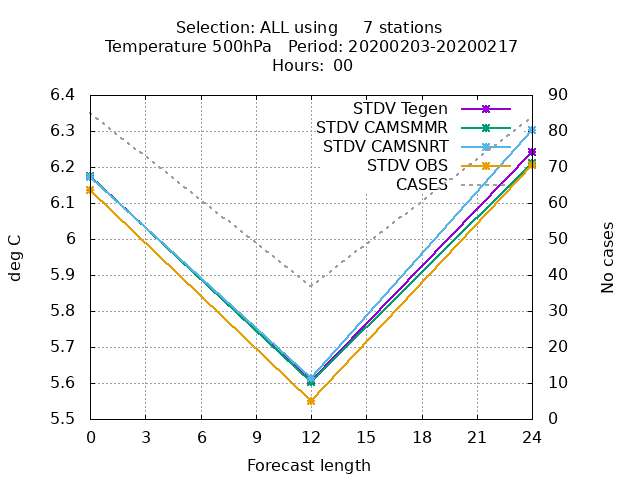 Selection: ALL using 7 stations
Temperature 500hPa Period: 20200203-20200217
Hours: 00
6.4
6.3
6.2
6.1
6
5.9
5.8
5.7
5.6
5.5
deg C
STDV Tegen
STDV CAMSMMR
STDV CAMSNRT
STDV OBS
CASES
90
80
70
60
50
40
30
20
10
0
No cases
0 3 6 9 12 15 18 21 24
Forecast length